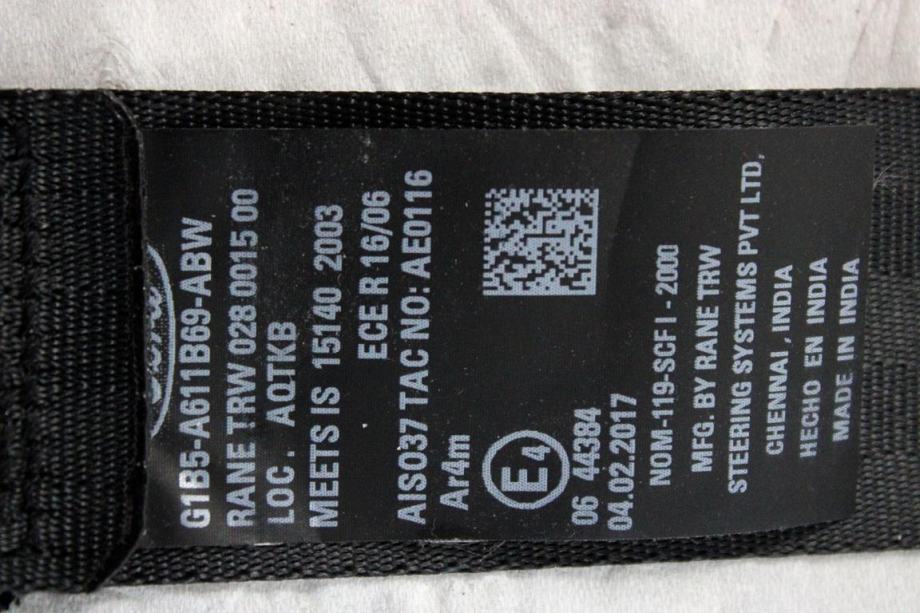 G1B5-A611B69-ABW
RANE TRW 028 0015 00
LOC. AQTKB
MEETS IS 15140 2003
ECE R 16/06
AIS037 TAC NO: AE0116
Ar4m
E4
06 44384
04.02.2017
NOM-119-SCFI-2000
MFG. BY RANE TRW
STEERING SYSTEMS PVT LTD,
CHENNAI, INDIA
HECHO EN INDIA
MADE IN INDIA